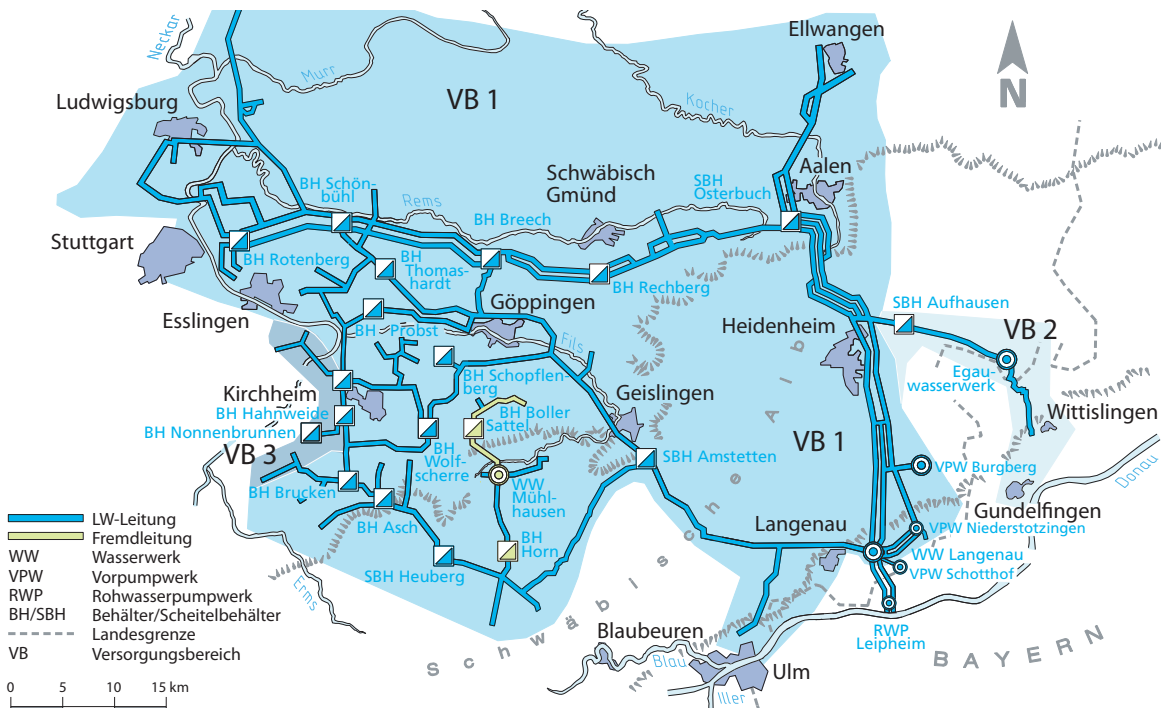 Ellwangen
Neckar
Murr
VB 1
Kocher
N
Ludwigsburg
Aalen
Schwäbisch
Gmünd
SBH
Osterbuch
BH Schön-
bühl
Rems
BH Breech
Stuttgart
BH Rotenberg
BH
Thomas-
hardt
BH Rechberg
Göppingen
SBH Aufhausen
Esslingen
BH Probst
Fils
Heidenheim
VB 2
Egau-
wasserwerk
BH Schopflen-
berg
Kirchheim
Geislingen
BH Hahnweide
BH Boller
Sattel
Wittislingen
BH Nonnenbrunnen
VB 1
VB 3
BH
Wolf-
scherre
SBH Amstetten
VPW Burgberg
Donau
BH Brucken
WW
Mühl-
hausen
Gundelfingen
BH Asch
Langenau
VPW Niederstotzingen
BH
Horn
WW Langenau
VPW Schotthof
SBH Heuberg
Erms
RWP
Leipheim
Schwäbische Alb
BAYERN
Blaubeuren
Blau
Ulm
Iller
LW-Leitung
Fremdleitung
WW Wasserwerk
VPW Vorpumpwerk
RWP Rohwasserpumpwerk
BH/SBH Behälter/Scheitelbehälter
Landesgrenze
VB Versorgungsbereich
0 5 10 15 km